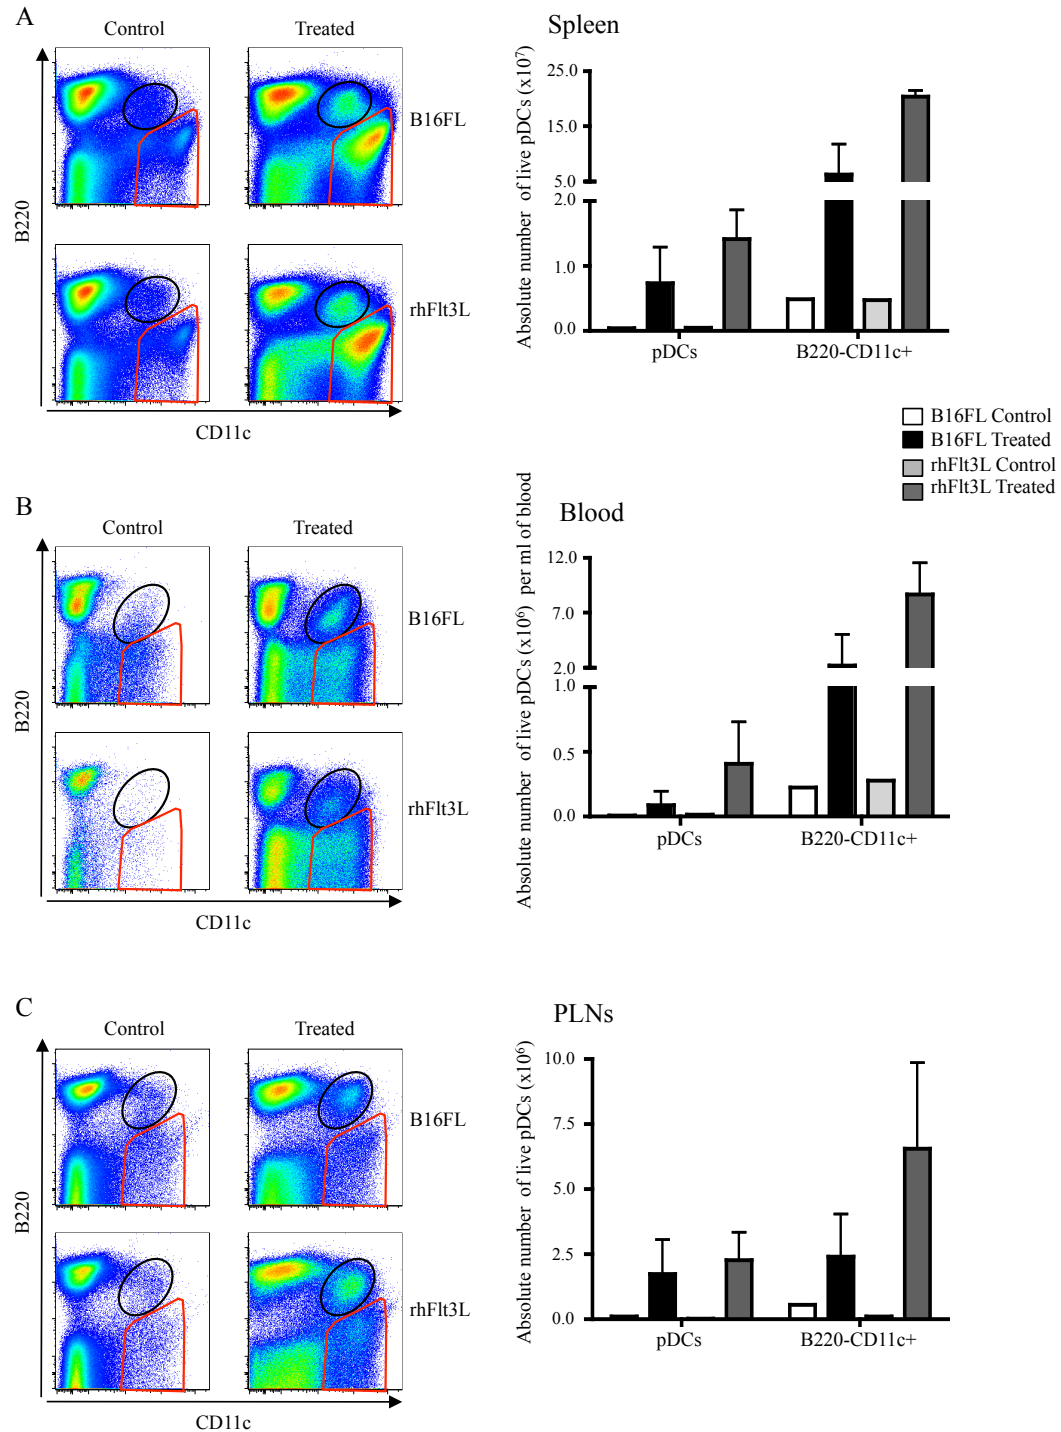 A
Control
Treated
B16FL
rhFlt3L
B220
CD11c
Spleen
Absolute number of live pDCs (x10⁷)
25.0
15.0
5.0
2.0
1.0
0.0
pDCs
B220-CD11c+
B16FL Control
B16FL Treated
rhFlt3L Control
rhFlt3L Treated
B
Control
Treated
B16FL
rhFlt3L
B220
CD11c
Blood
Absolute number of live pDCs (x10⁶) per ml of blood
12.0
7.0
2.0
1.0
0.5
0.0
pDCs
B220-CD11c+
C
Control
Treated
B16FL
rhFlt3L
B220
CD11c
PLNs
Absolute number of live pDCs (x10⁶)
10.0
7.5
5.0
2.5
0.0
pDCs
B220-CD11c+